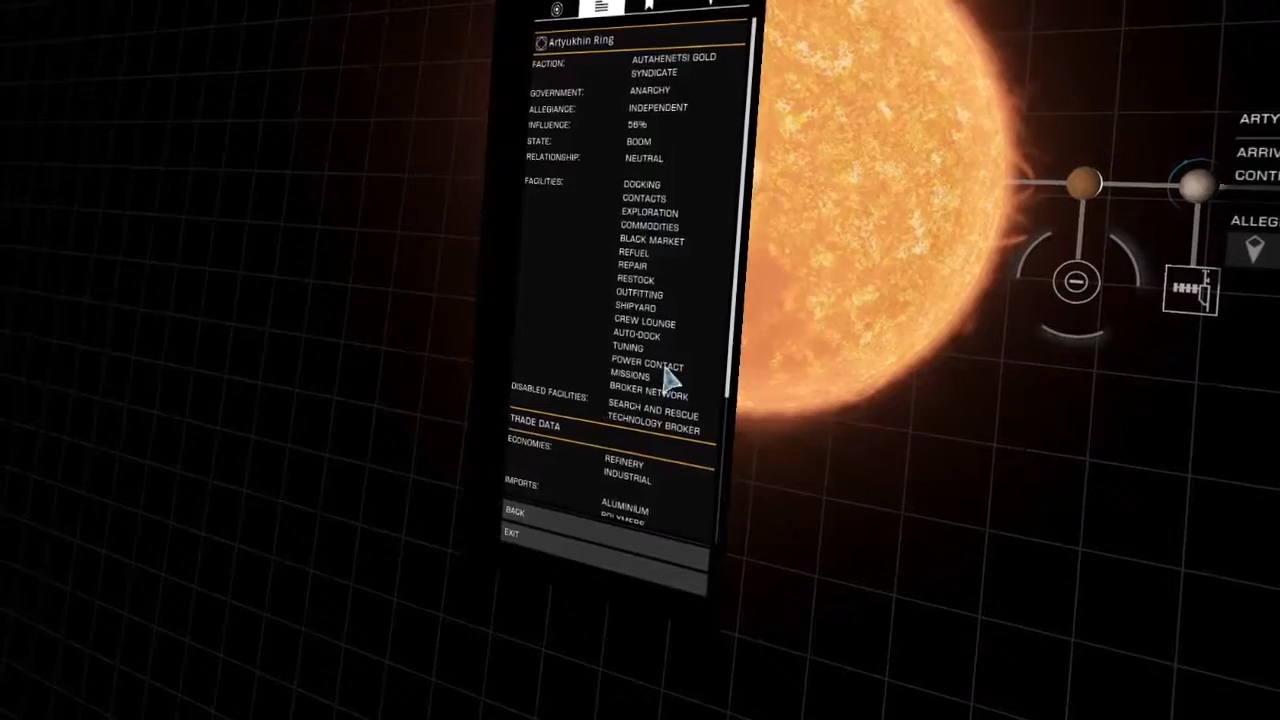 Artyukhin Ring
FACTION: AUTAHENETSI GOLD
SYNDICATE
GOVERNMENT: ANARCHY
ALLEGIANCE: INDEPENDENT
INFLUENCE: 56%
STATE: BOOM
RELATIONSHIP: NEUTRAL
FACILITIES: DOCKING
CONTACTS
EXPLORATION
COMMODITIES
BLACK MARKET
REFUEL
REPAIR
RESTOCK
OUTFITTING
SHIPYARD
CREW LOUNGE
AUTO-DOCK
TUNING
POWER CONTACT
MISSIONS
BROKER NETWORK
DISABLED FACILITIES: SEARCH AND RESCUE
TECHNOLOGY BROKER
TRADE DATA
ECONOMIES: REFINERY
INDUSTRIAL
IMPORTS: ALUMINIUM
POLYMERS
BACK
EXIT
ARTY
ARRIV
CONT
ALLEG